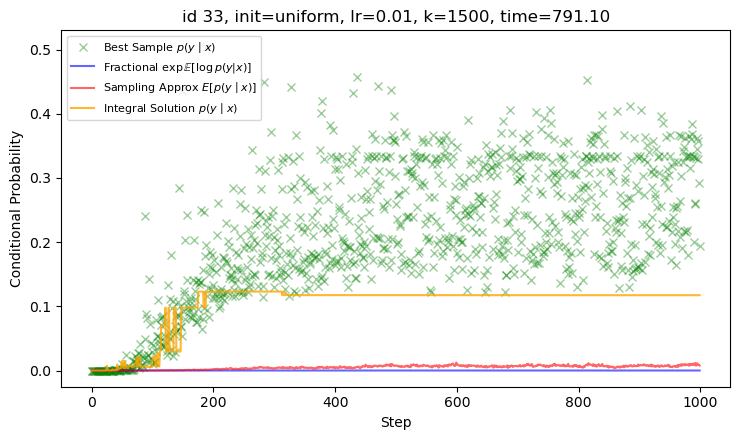 id 33, init=uniform, lr=0.01, k=1500, time=791.10
Best Sample p(y | x)
Fractional exp𝔼[log p(y|x)]
Sampling Approx E[p(y | x)]
Integral Solution p(y | x)
Conditional Probability
0.5
0.4
0.3
0.2
0.1
0.0
0 200 400 600 800 1000
Step